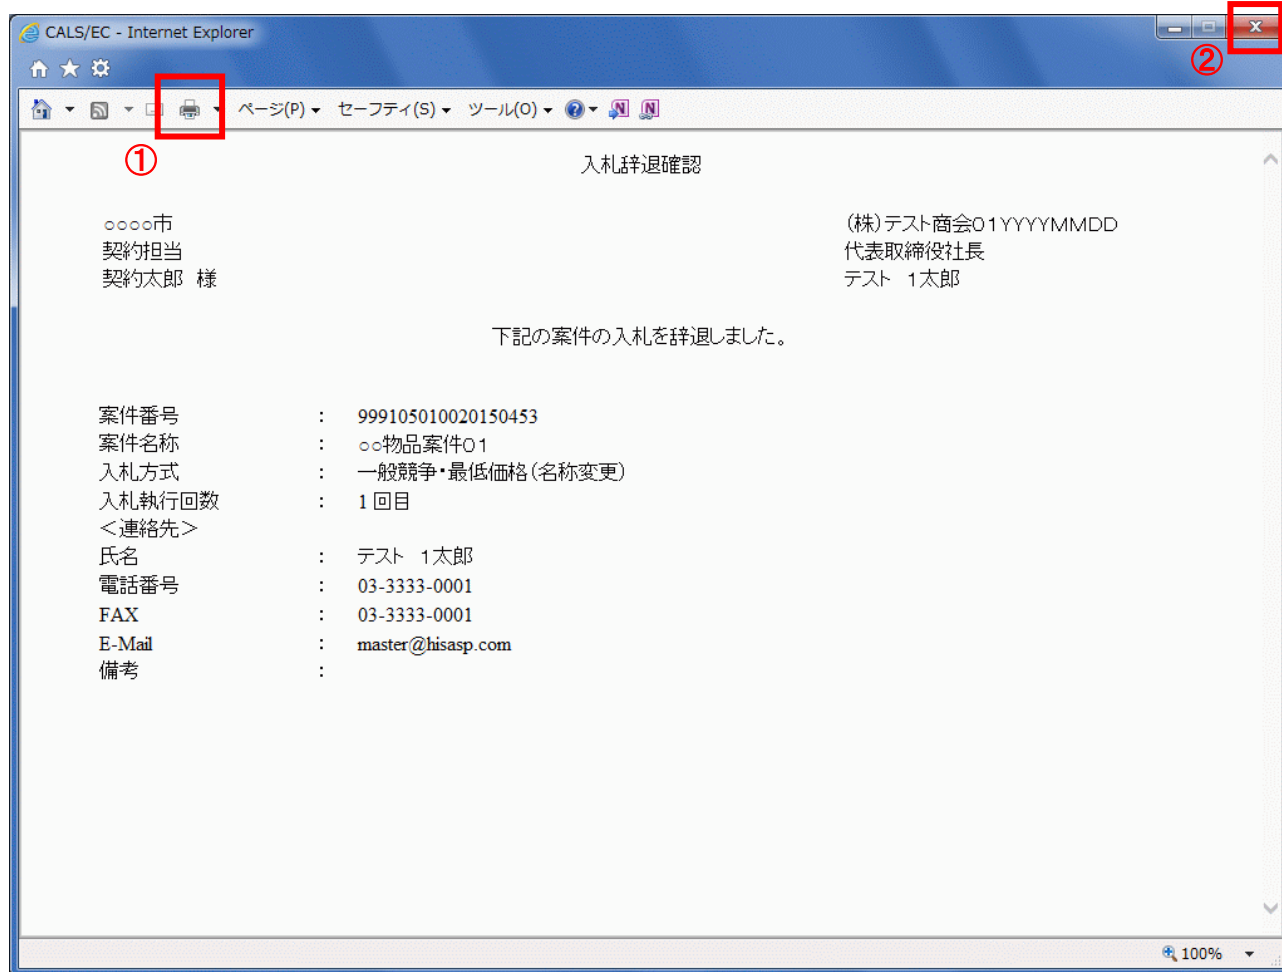 CALS/EC - Internet Explorer
②
ページ(P) セーフティ(S) ツール(O)
①
入札辞退確認
○○○○市
契約担当
契約太郎 様
(株)テスト商会01YYYYMMDD
代表取締役社長
テスト 1太郎
下記の案件の入札を辞退しました。
案件番号 : 999105010020150453
案件名称 : ○○物品案件01
入札方式 : 一般競争・最低価格(名称変更)
入札執行回数 : 1回目
<連絡先>
氏名 : テスト 1太郎
電話番号 : 03-3333-0001
FAX : 03-3333-0001
E-Mail : master@hisasp.com
備考 :
100%